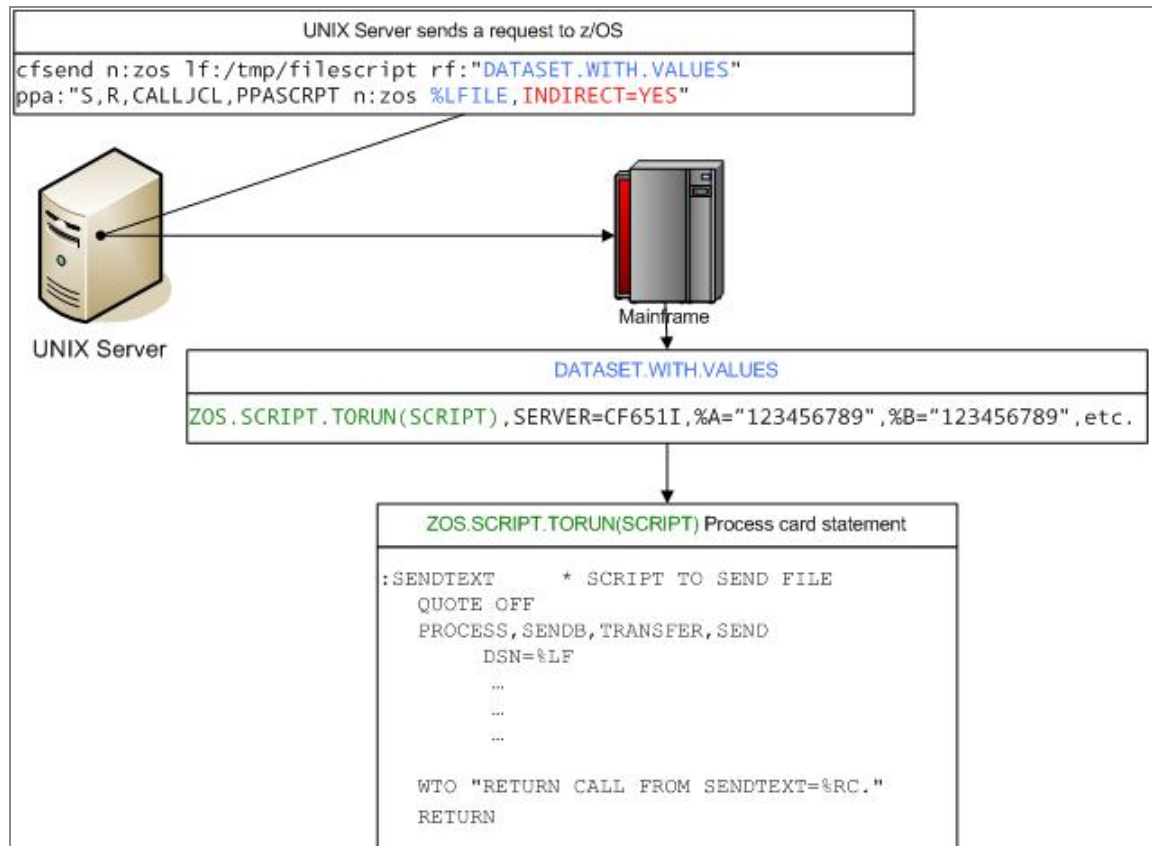 UNIX Server sends a request to z/OS
cfsend n:zos lf:/tmp/filescript rf:"DATASET.WITH.VALUES"
ppa:"S,R,CALLJCL,PPASCRPT n:zos %LFILE,INDIRECT=YES"
UNIX Server
Mainframe
DATASET.WITH.VALUES
ZOS.SCRIPT.TORUN(SCRIPT),SERVER=CF651I,%A="123456789",%B="123456789",etc.
ZOS.SCRIPT.TORUN(SCRIPT) Process card statement
:SENDTEXT * SCRIPT TO SEND FILE
QUOTE OFF
PROCESS,SENDB,TRANSFER,SEND
DSN=%LF
…
…
…
WTO "RETURN CALL FROM SENDTEXT=%RC."
RETURN